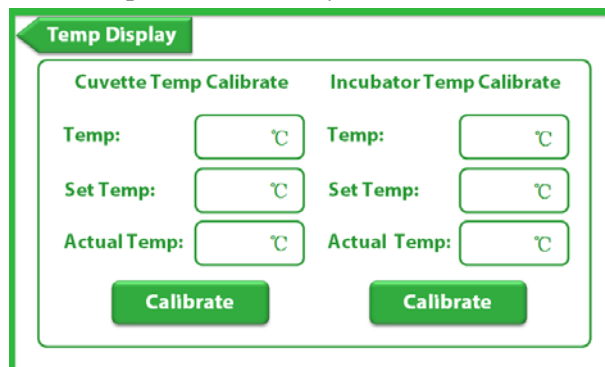 Temp Display
Cuvette Temp Calibrate Incubator Temp Calibrate
Temp: ℃ Temp: ℃
Set Temp: ℃ Set Temp: ℃
Actual Temp: ℃ Actual Temp: ℃
Calibrate Calibrate